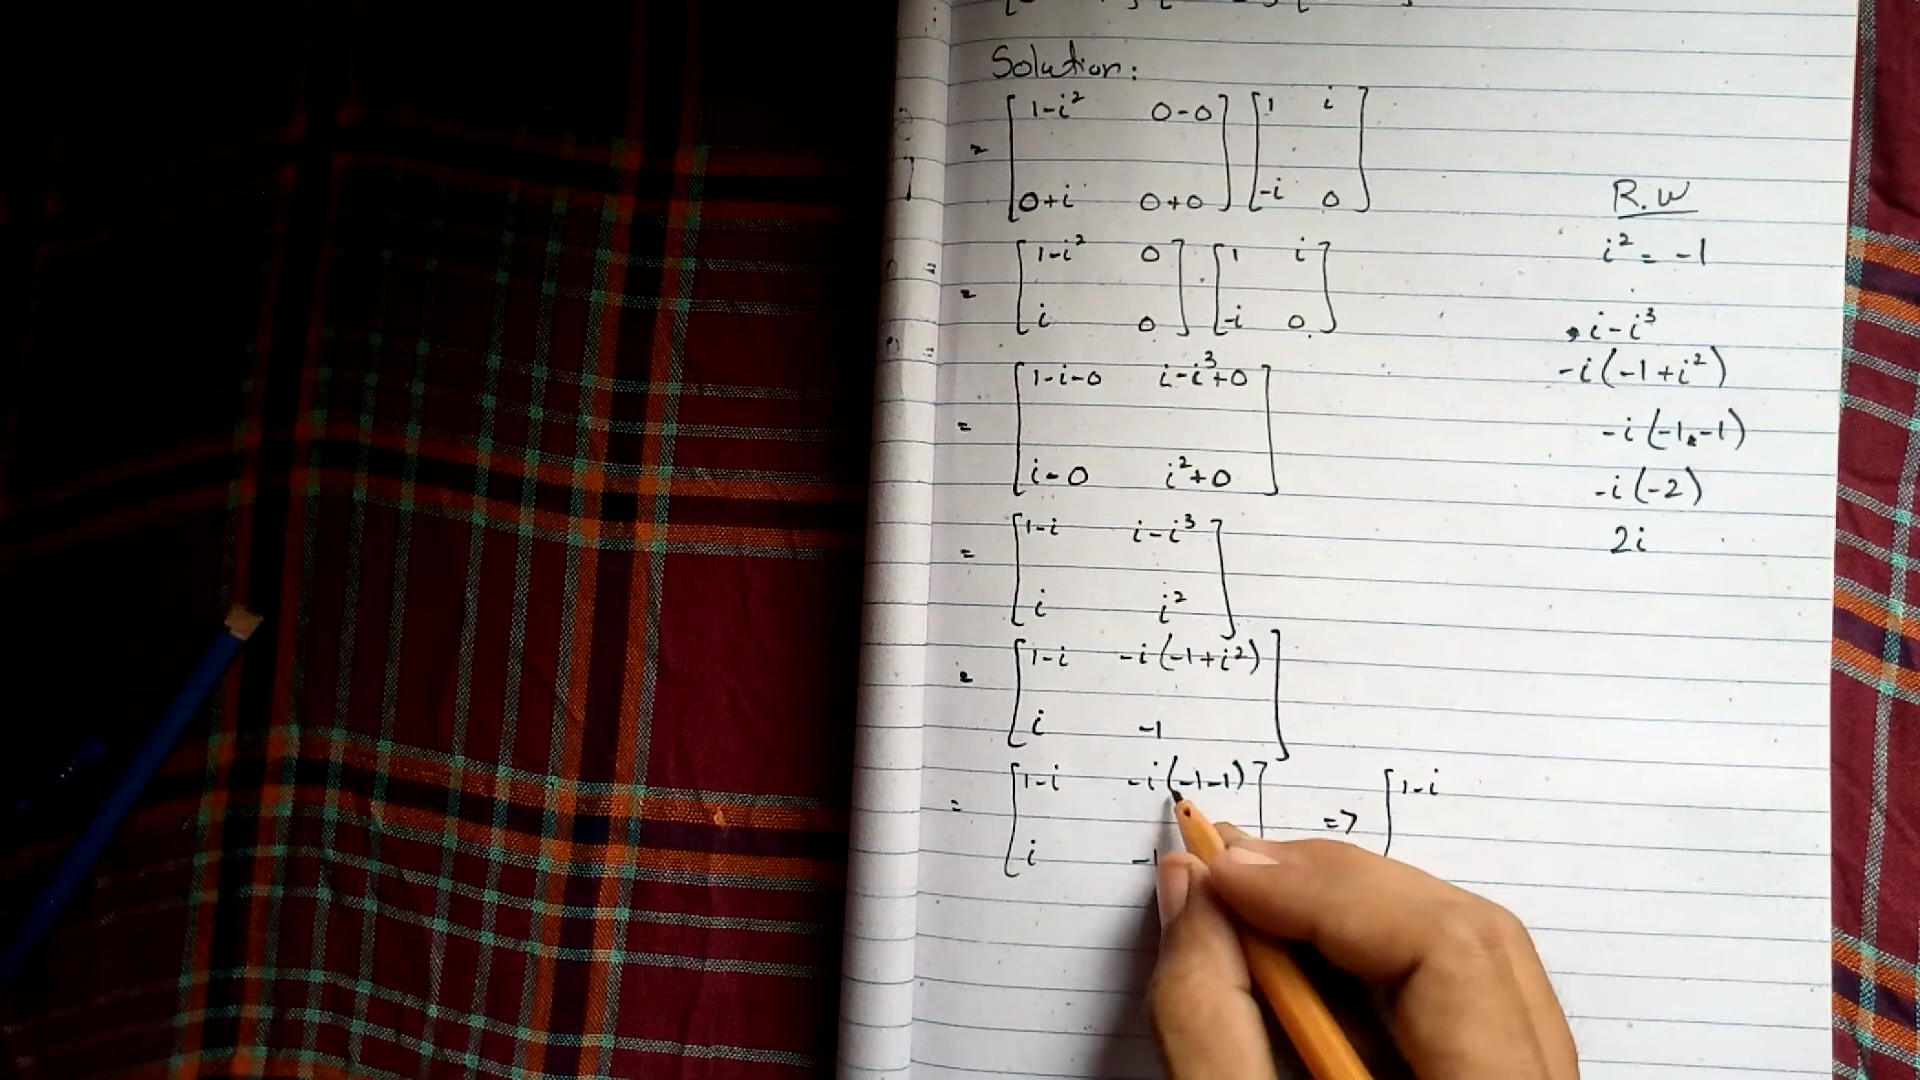 Solution:
= [1-i² 0-0] [1 i]
[0+i 0+0] [-i 0]
= [1-i² 0] . [1 i]
[i 0] [-i 0]
= [1-i-0 i-i³+0]
[i-0 i²+0]
= [1-i i-i³]
[i i²]
= [1-i -i(-1+i²)]
[i -1]
= [1-i -i(-1-1)] => [1-i
[i -1
R.W
i² = -1
i-i³
-i(-1+i²)
-i(-1-1)
-i(-2)
2i